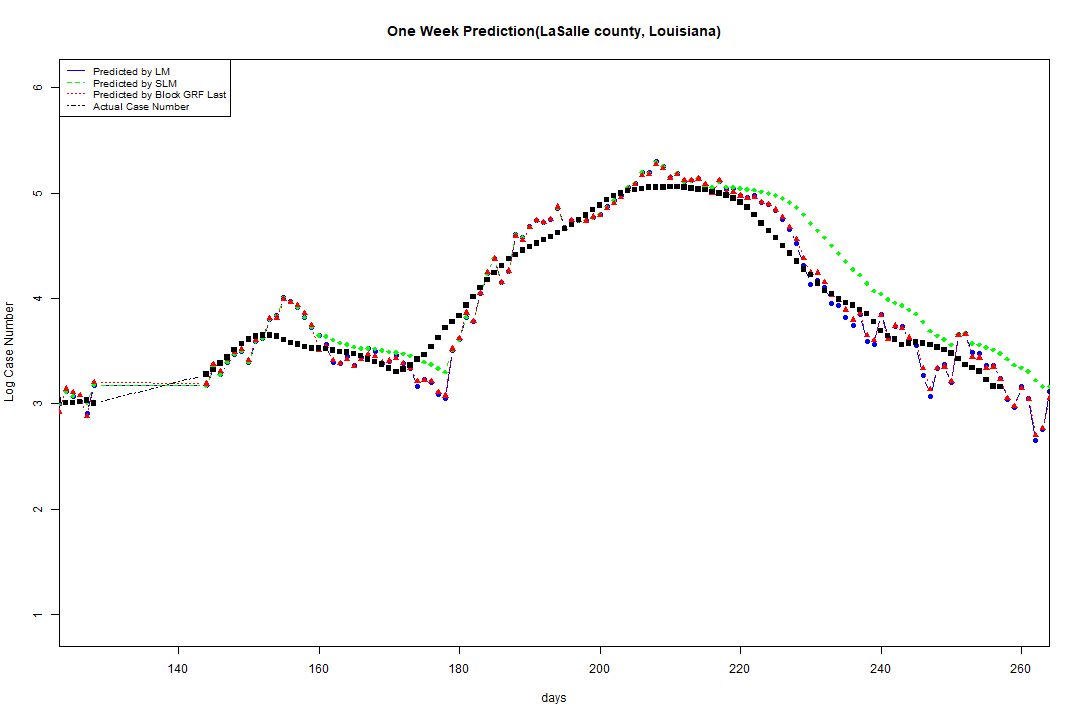 One Week Prediction(LaSalle county, Louisiana)
Predicted by LM
Predicted by SLM
Predicted by Block GRF Last
Actual Case Number
Log Case Number
6
5
4
3
2
1
140 160 180 200 220 240 260
days